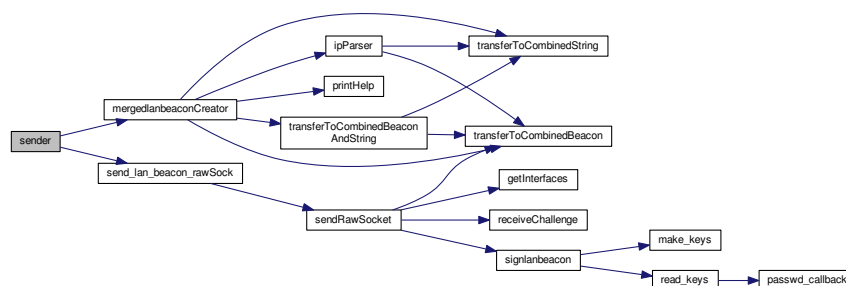 sender
mergedlanbeaconCreator
send_lan_beacon_rawSock
ipParser
printHelp
transferToCombinedBeacon
AndString
sendRawSocket
transferToCombinedString
transferToCombinedBeacon
getInterfaces
receiveChallenge
signlanbeacon
make_keys
read_keys
passwd_callback